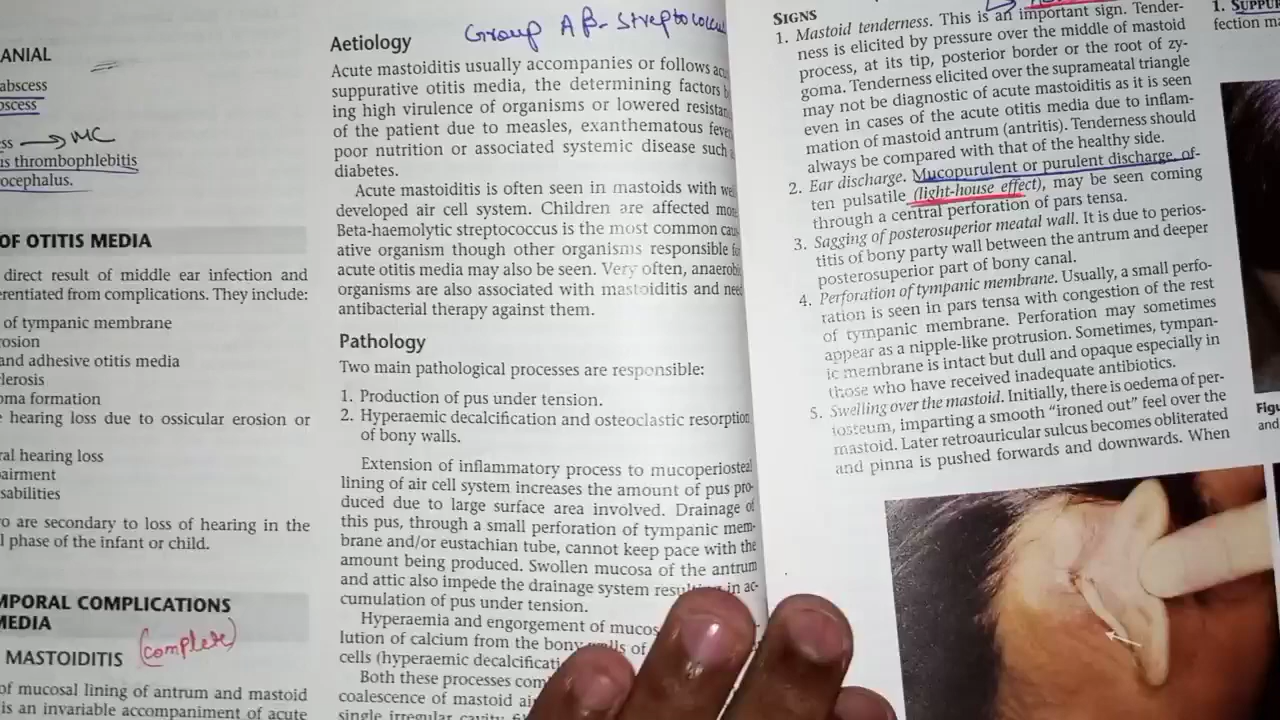 ANIAL
abscess
oscess
ess → MC
us thrombophlebitis
ocephalus.
OF OTITIS MEDIA
direct result of middle ear infection and
erentiated from complications. They include:
of tympanic membrane
rosion
and adhesive otitis media
lerosis
oma formation
e hearing loss due to ossicular erosion or
ral hearing loss
pairment
sabilities
o are secondary to loss of hearing in the
l phase of the infant or child.
MPORAL COMPLICATIONS
MEDIA
MASTOIDITIS (complete)
of mucosal lining of antrum and mastoid
is an invariable accompaniment of acute
Group A β- Streptococcu
Aetiology
Acute mastoiditis usually accompanies or follows acu
suppurative otitis media, the determining factors b
ing high virulence of organisms or lowered resistan
of the patient due to measles, exanthematous feve
poor nutrition or associated systemic disease such a
diabetes.
Acute mastoiditis is often seen in mastoids with wel
developed air cell system. Children are affected more
Beta-haemolytic streptococcus is the most common cau
ative organism though other organisms responsible fo
acute otitis media may also be seen. Very often, anaerobi
organisms are also associated with mastoiditis and need
antibacterial therapy against them.
Pathology
Two main pathological processes are responsible:
1. Production of pus under tension.
2. Hyperaemic decalcification and osteoclastic resorption
of bony walls.
Extension of inflammatory process to mucoperiosteal
lining of air cell system increases the amount of pus pro-
duced due to large surface area involved. Drainage of
this pus, through a small perforation of tympanic mem-
brane and/or eustachian tube, cannot keep pace with the
amount being produced. Swollen mucosa of the antrum
and attic also impede the drainage system resulting in ac-
cumulation of pus under tension.
Hyperaemia and engorgement of mucos
lution of calcium from the bony walls of
cells (hyperaemic decalcificati
Both these processes com
coalescence of mastoid ai
single irregular cavity
SIGNS
1. Mastoid tenderness. This is an important sign. Tender-
ness is elicited by pressure over the middle of mastoid
process, at its tip, posterior border or the root of zy-
goma. Tenderness elicited over the suprameatal triangle
may not be diagnostic of acute mastoiditis as it is seen
even in cases of the acute otitis media due to inflam-
mation of mastoid antrum (antritis). Tenderness should
always be compared with that of the healthy side.
2. Ear discharge. Mucopurulent or purulent discharge, of-
ten pulsatile (light-house effect), may be seen coming
through a central perforation of pars tensa.
3. Sagging of posterosuperior meatal wall. It is due to perios-
titis of bony party wall between the antrum and deeper
posterosuperior part of bony canal.
4. Perforation of tympanic membrane. Usually, a small perfo-
ration is seen in pars tensa with congestion of the rest
of tympanic membrane. Perforation may sometimes
appear as a nipple-like protrusion. Sometimes, tympan-
ic membrane is intact but dull and opaque especially in
those who have received inadequate antibiotics.
5. Swelling over the mastoid. Initially, there is oedema of per-
iosteum, imparting a smooth "ironed out" feel over the
mastoid. Later retroauricular sulcus becomes obliterated
and pinna is pushed forwards and downwards. When
1. SUPPU
fection ma
Figu
and